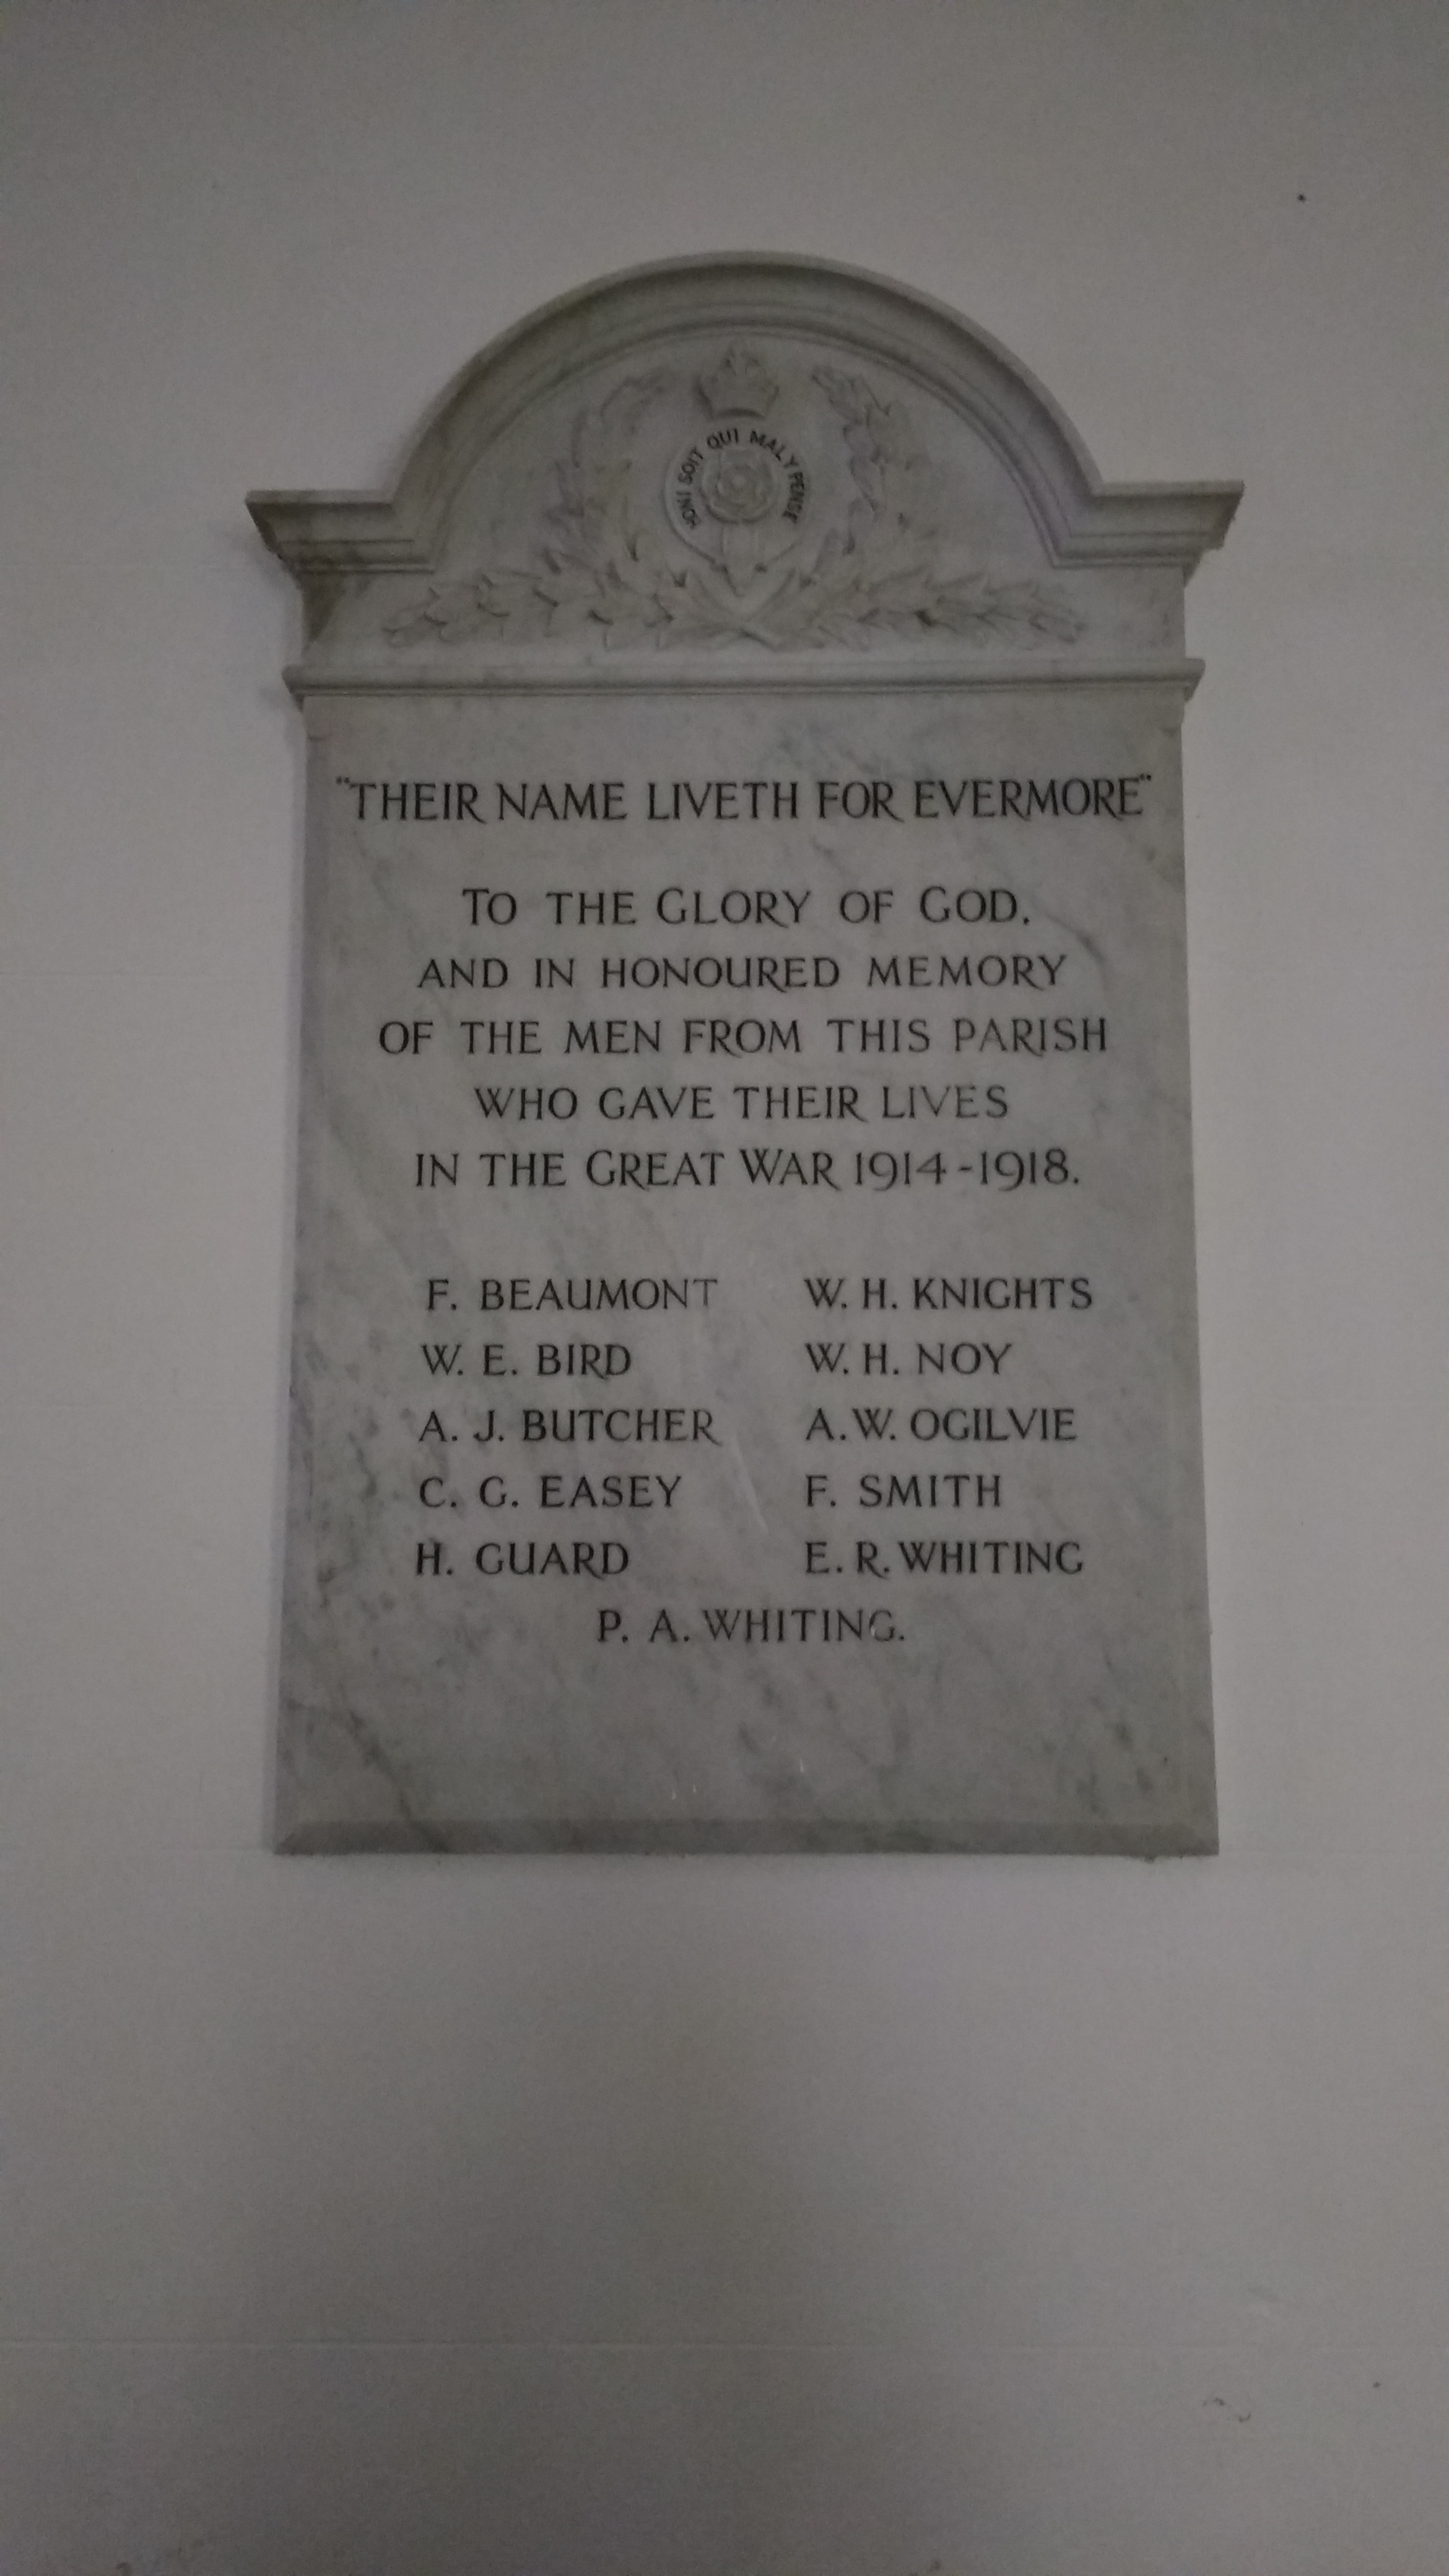 HONI SOIT QUI MAL Y PENSE
"THEIR NAME LIVETH FOR EVERMORE"
TO THE GLORY OF GOD,
AND IN HONOURED MEMORY
OF THE MEN FROM THIS PARISH
WHO GAVE THEIR LIVES
IN THE GREAT WAR 1914-1918.
F. BEAUMONT
W. E. BIRD
A. J. BUTCHER
C. G. EASEY
H. GUARD
W. H. KNIGHTS
W. H. NOY
A. W. OGILVIE
F. SMITH
E. R. WHITING
P. A. WHITING.